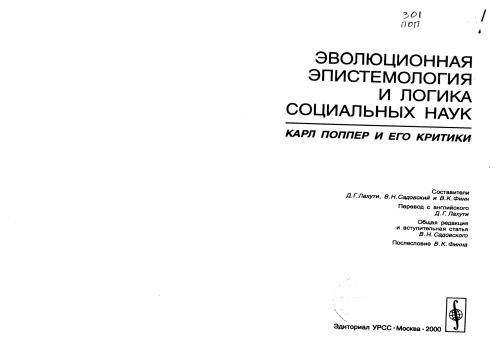 301
ПОП
ЭВОЛЮЦИОННАЯ
ЭПИСТЕМОЛОГИЯ
И ЛОГИКА
СОЦИАЛЬНЫХ НАУК
КАРЛ ПОППЕР И ЕГО КРИТИКИ
Составители
Д.Г.Лахути, В.Н.Садовский и В.К.Финн
Перевод с английского
Д.Г.Лахути
Общая редакция
и вступительная статья
В.Н.Садовского
Послесловие В.К.Финна
Эдиториал УРСС · Москва · 2000